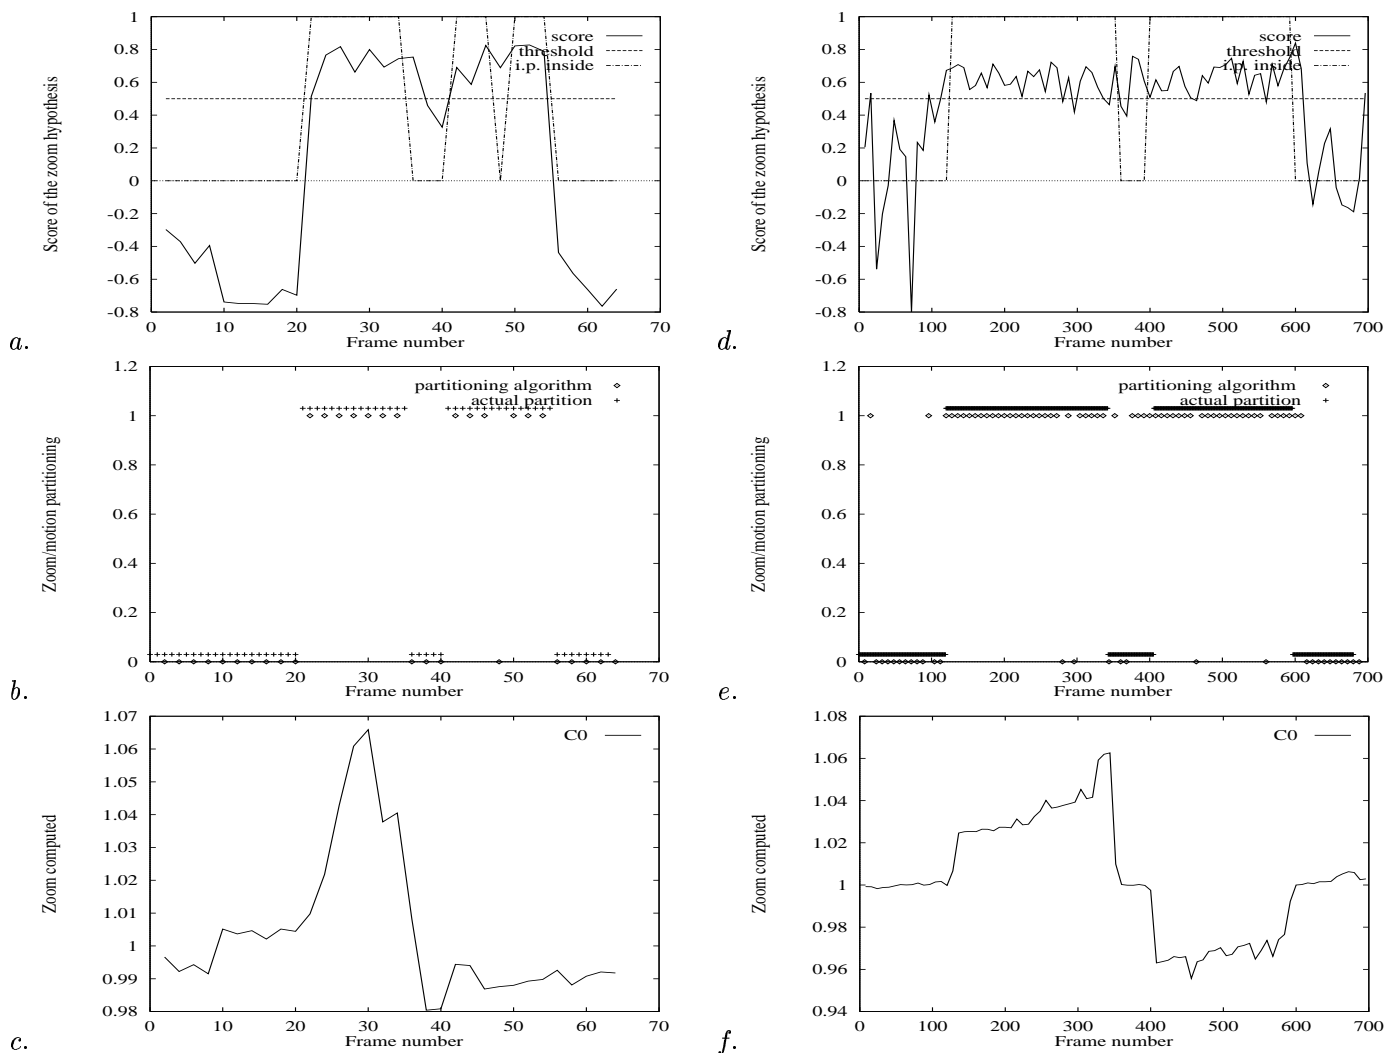 1
0.8
0.6
0.4
0.2
0
-0.2
-0.4
-0.6
-0.8
0 10 20 30 40 50 60 70
Frame number
Score of the zoom hypothesis
score
threshold
i.p. inside
a.
1
0.8
0.6
0.4
0.2
0
-0.2
-0.4
-0.6
-0.8
0 100 200 300 400 500 600 700
Frame number
Score of the zoom hypothesis
score
threshold
i.p. inside
d.
1.2
1
0.8
0.6
0.4
0.2
0
0 10 20 30 40 50 60 70
Frame number
Zoom/motion partitioning
partitioning algorithm
actual partition
b.
1.2
1
0.8
0.6
0.4
0.2
0
0 100 200 300 400 500 600 700
Frame number
Zoom/motion partitioning
partitioning algorithm
actual partition
e.
1.07
1.06
1.05
1.04
1.03
1.02
1.01
1
0.99
0.98
0 10 20 30 40 50 60 70
Frame number
Zoom computed
C0
c.
1.08
1.06
1.04
1.02
1
0.98
0.96
0.94
0 100 200 300 400 500 600 700
Frame number
Zoom computed
C0
f.